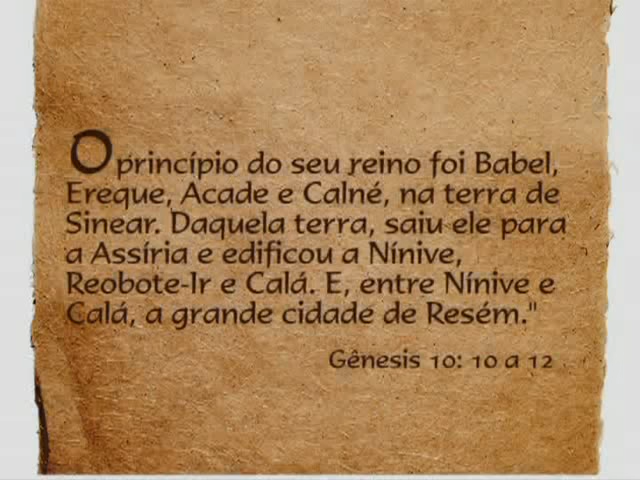 O princípio do seu reino foi Babel,
Ereque, Acade e Calné, na terra de
Sinear. Daquela terra, saiu ele para
a Assíria e edificou a Nínive,
Reobote-Ir e Calá. E, entre Nínive e
Calá, a grande cidade de Resém."
Gênesis 10: 10 a 12